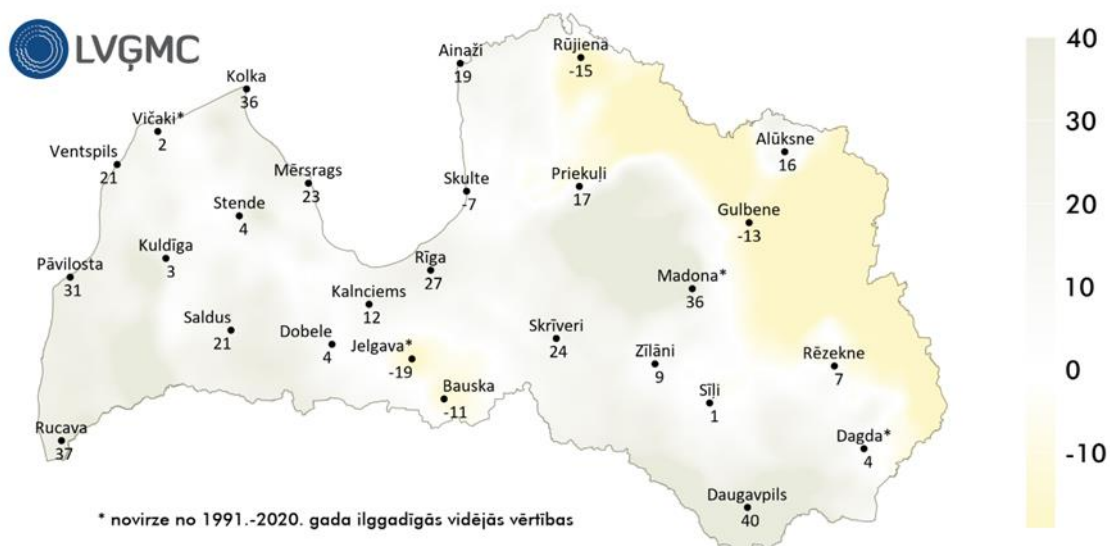 LVĢMC
Ainaži
19
Rūjiena
-15
40
Kolka
36
Vičaki*
2
30
Alūksne
16
Ventspils
21
Mērsrags
23
Skulte
-7
Priekuļi
17
20
Stende
4
Gulbene
-13
Kuldīga
3
Rīga
27
10
Pāvilosta
31
Madona*
36
Kalnciems
12
Saldus
21
Dobele
4
Skrīveri
24
Jelgava*
-19
Zīlāni
9
Rēzekne
7
0
Bauska
-11
Sīļi
1
Rucava
37
Dagda*
4
-10
Daugavpils
40
* novirze no 1991.-2020. gada ilggadīgās vidējās vērtības